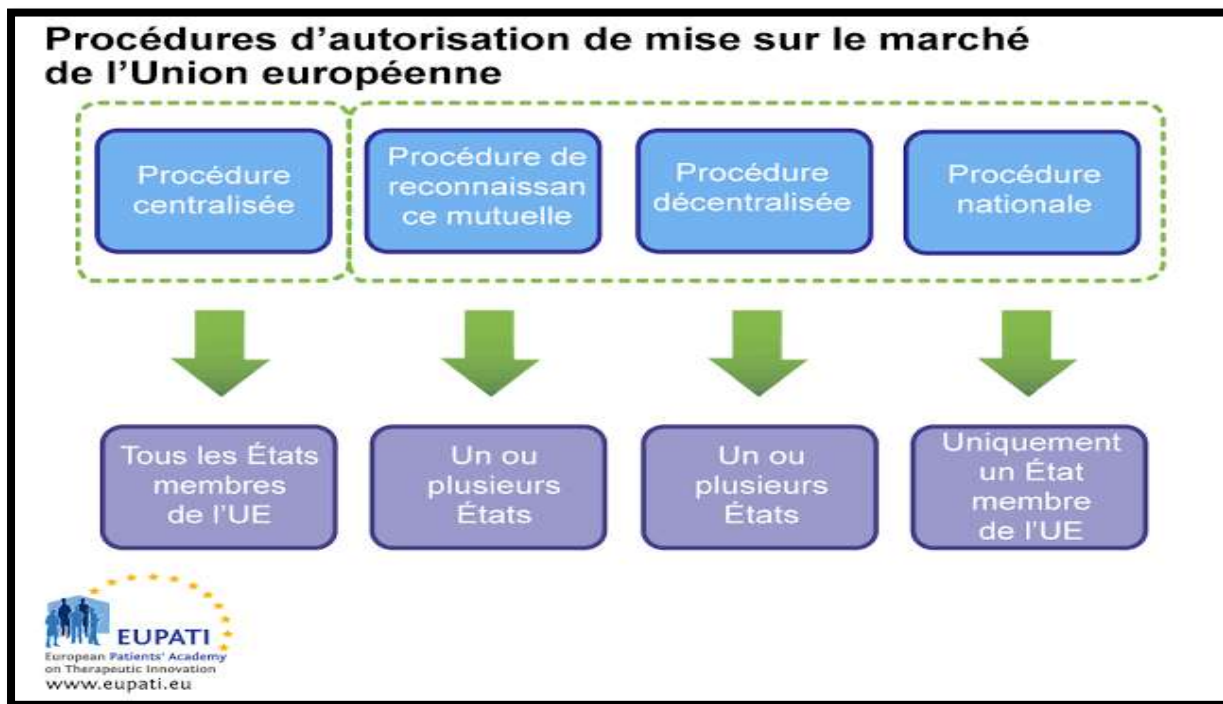 Procédures d’autorisation de mise sur le marché
de l’Union européenne
Procédure
centralisée
Procédure de
reconnaissan
ce mutuelle
Procédure
décentralisée
Procédure
nationale
Tous les États
membres
de l’UE
Un ou
plusieurs
États
Un ou
plusieurs
États
Uniquement
un État
membre
de l’UE
EUPATI
European Patients’ Academy
on Therapeutic Innovation
www.eupati.eu